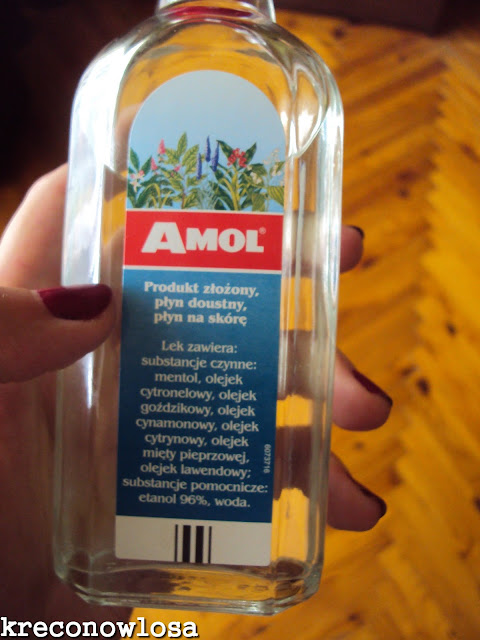 AMOL®
Produkt złożony,
płyn doustny,
płyn na skórę
Lek zawiera:
substancje czynne:
mentol, olejek
cytronelowy, olejek
goździkowy, olejek
cynamonowy, olejek
cytrynowy, olejek
mięty pieprzowej,
olejek lawendowy;
substancje pomocnicze:
etanol 96%, woda.
6073716
kreconowlosa